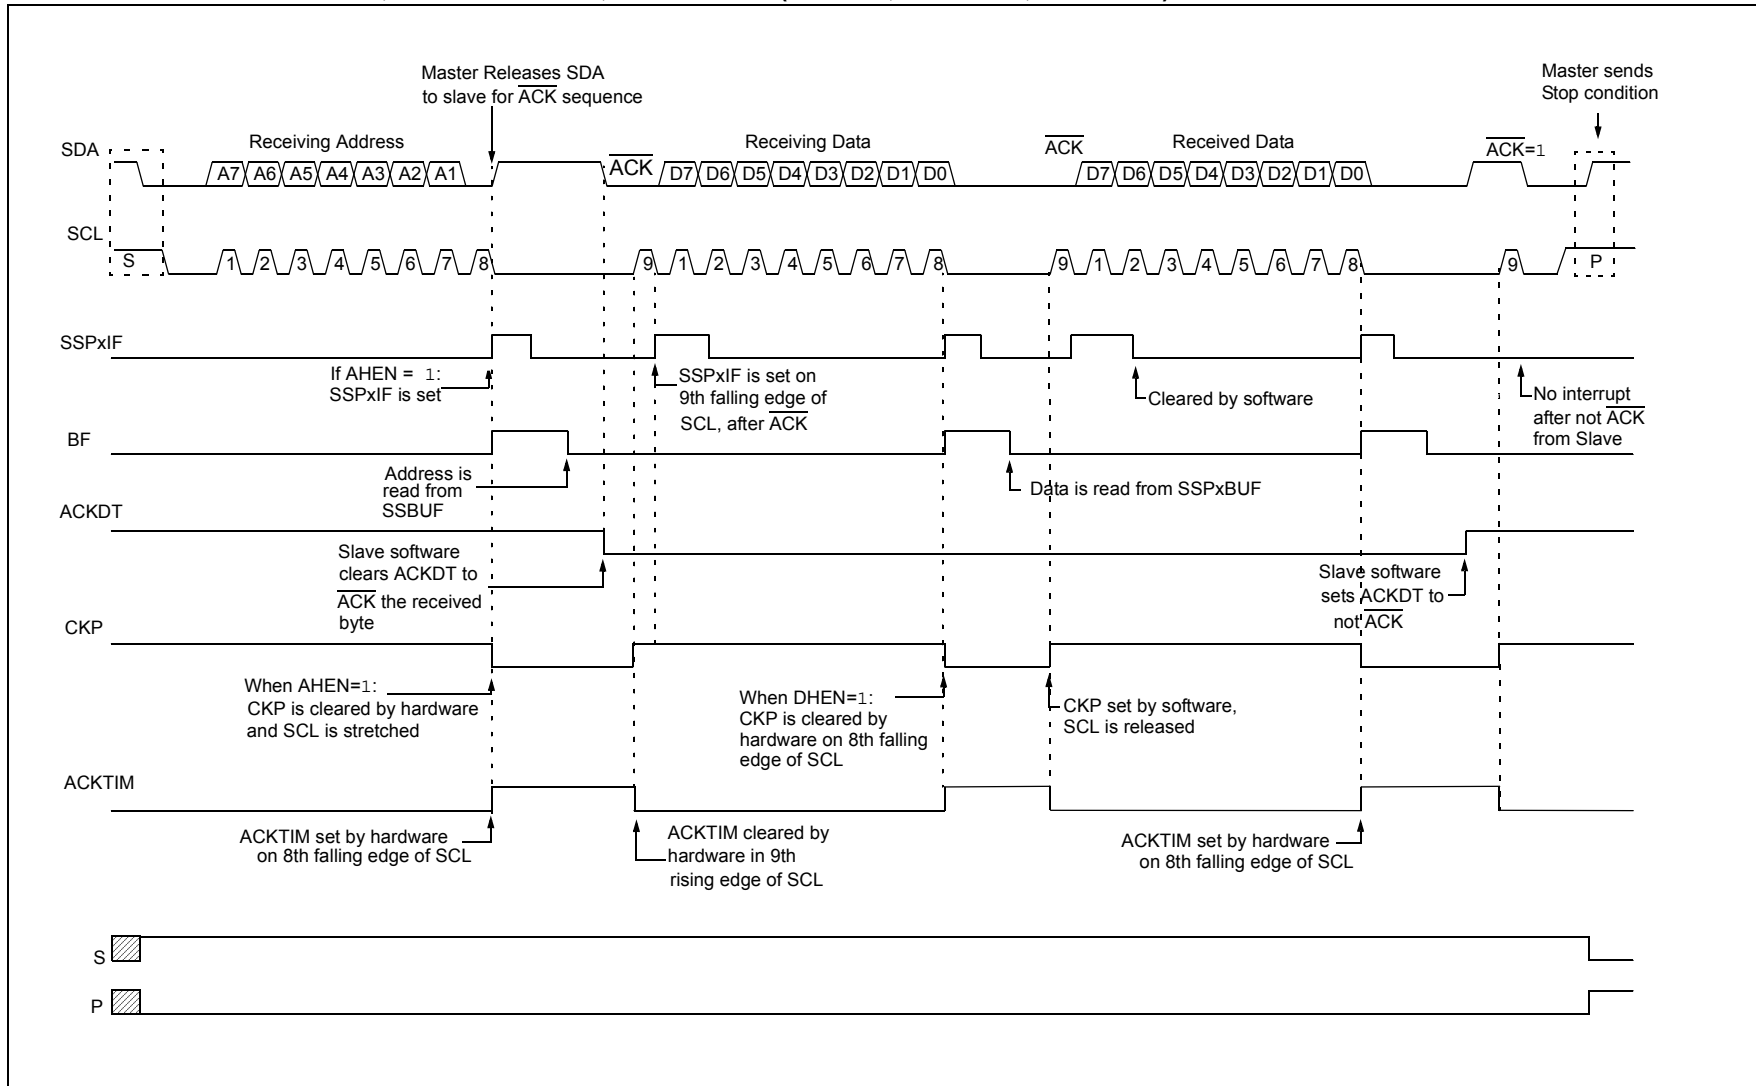 Master Releases SDA
to slave for ACK sequence
Master sends
Stop condition
SDA
Receiving Address
ACK
Receiving Data
ACK
Received Data
ACK=1
A7 A6 A5 A4 A3 A2 A1
D7 D6 D5 D4 D3 D2 D1 D0
D7 D6 D5 D4 D3 D2 D1 D0
SCL
S
1 2 3 4 5 6 7 8
9 1 2 3 4 5 6 7 8
9 1 2 3 4 5 6 7 8
9
P
SSPxIF
If AHEN = 1:
SSPxIF is set
SSPxIF is set on
9th falling edge of
SCL, after ACK
Cleared by software
No interrupt
after not ACK
from Slave
BF
Address is
read from
SSBUF
Data is read from SSPxBUF
ACKDT
Slave software
clears ACKDT to
ACK the received
byte
Slave software
sets ACKDT to
not ACK
CKP
When AHEN=1:
CKP is cleared by hardware
and SCL is stretched
When DHEN=1:
CKP is cleared by
hardware on 8th falling
edge of SCL
CKP set by software,
SCL is released
ACKTIM
ACKTIM set by hardware
on 8th falling edge of SCL
ACKTIM cleared by
hardware in 9th
rising edge of SCL
ACKTIM set by hardware
on 8th falling edge of SCL
S
P